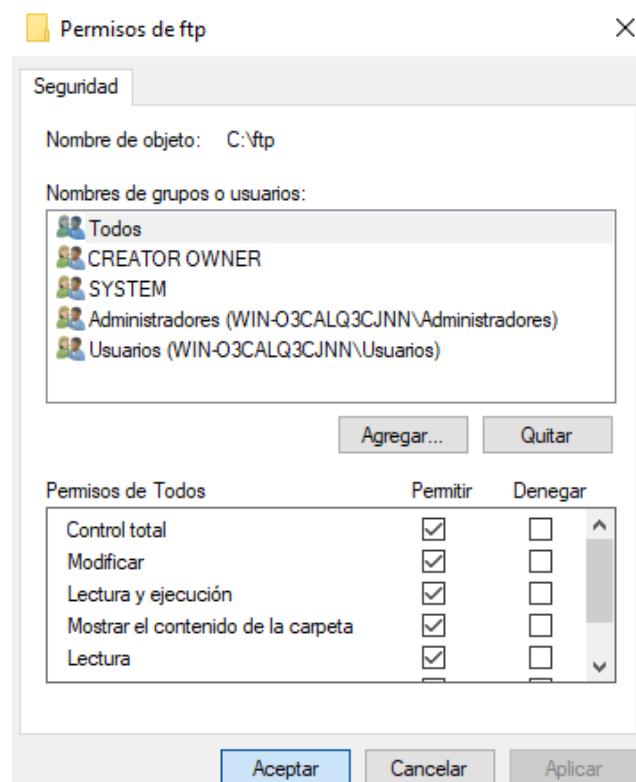 Permisos de ftp
Seguridad
Nombre de objeto: C:\ftp
Nombres de grupos o usuarios:
Todos
CREATOR OWNER
SYSTEM
Administradores (WIN-O3CALQ3CJNN\Administradores)
Usuarios (WIN-O3CALQ3CJNN\Usuarios)
Agregar... Quitar
Permisos de Todos Permitir Denegar
Control total
Modificar
Lectura y ejecución
Mostrar el contenido de la carpeta
Lectura
Aceptar Cancelar Aplicar